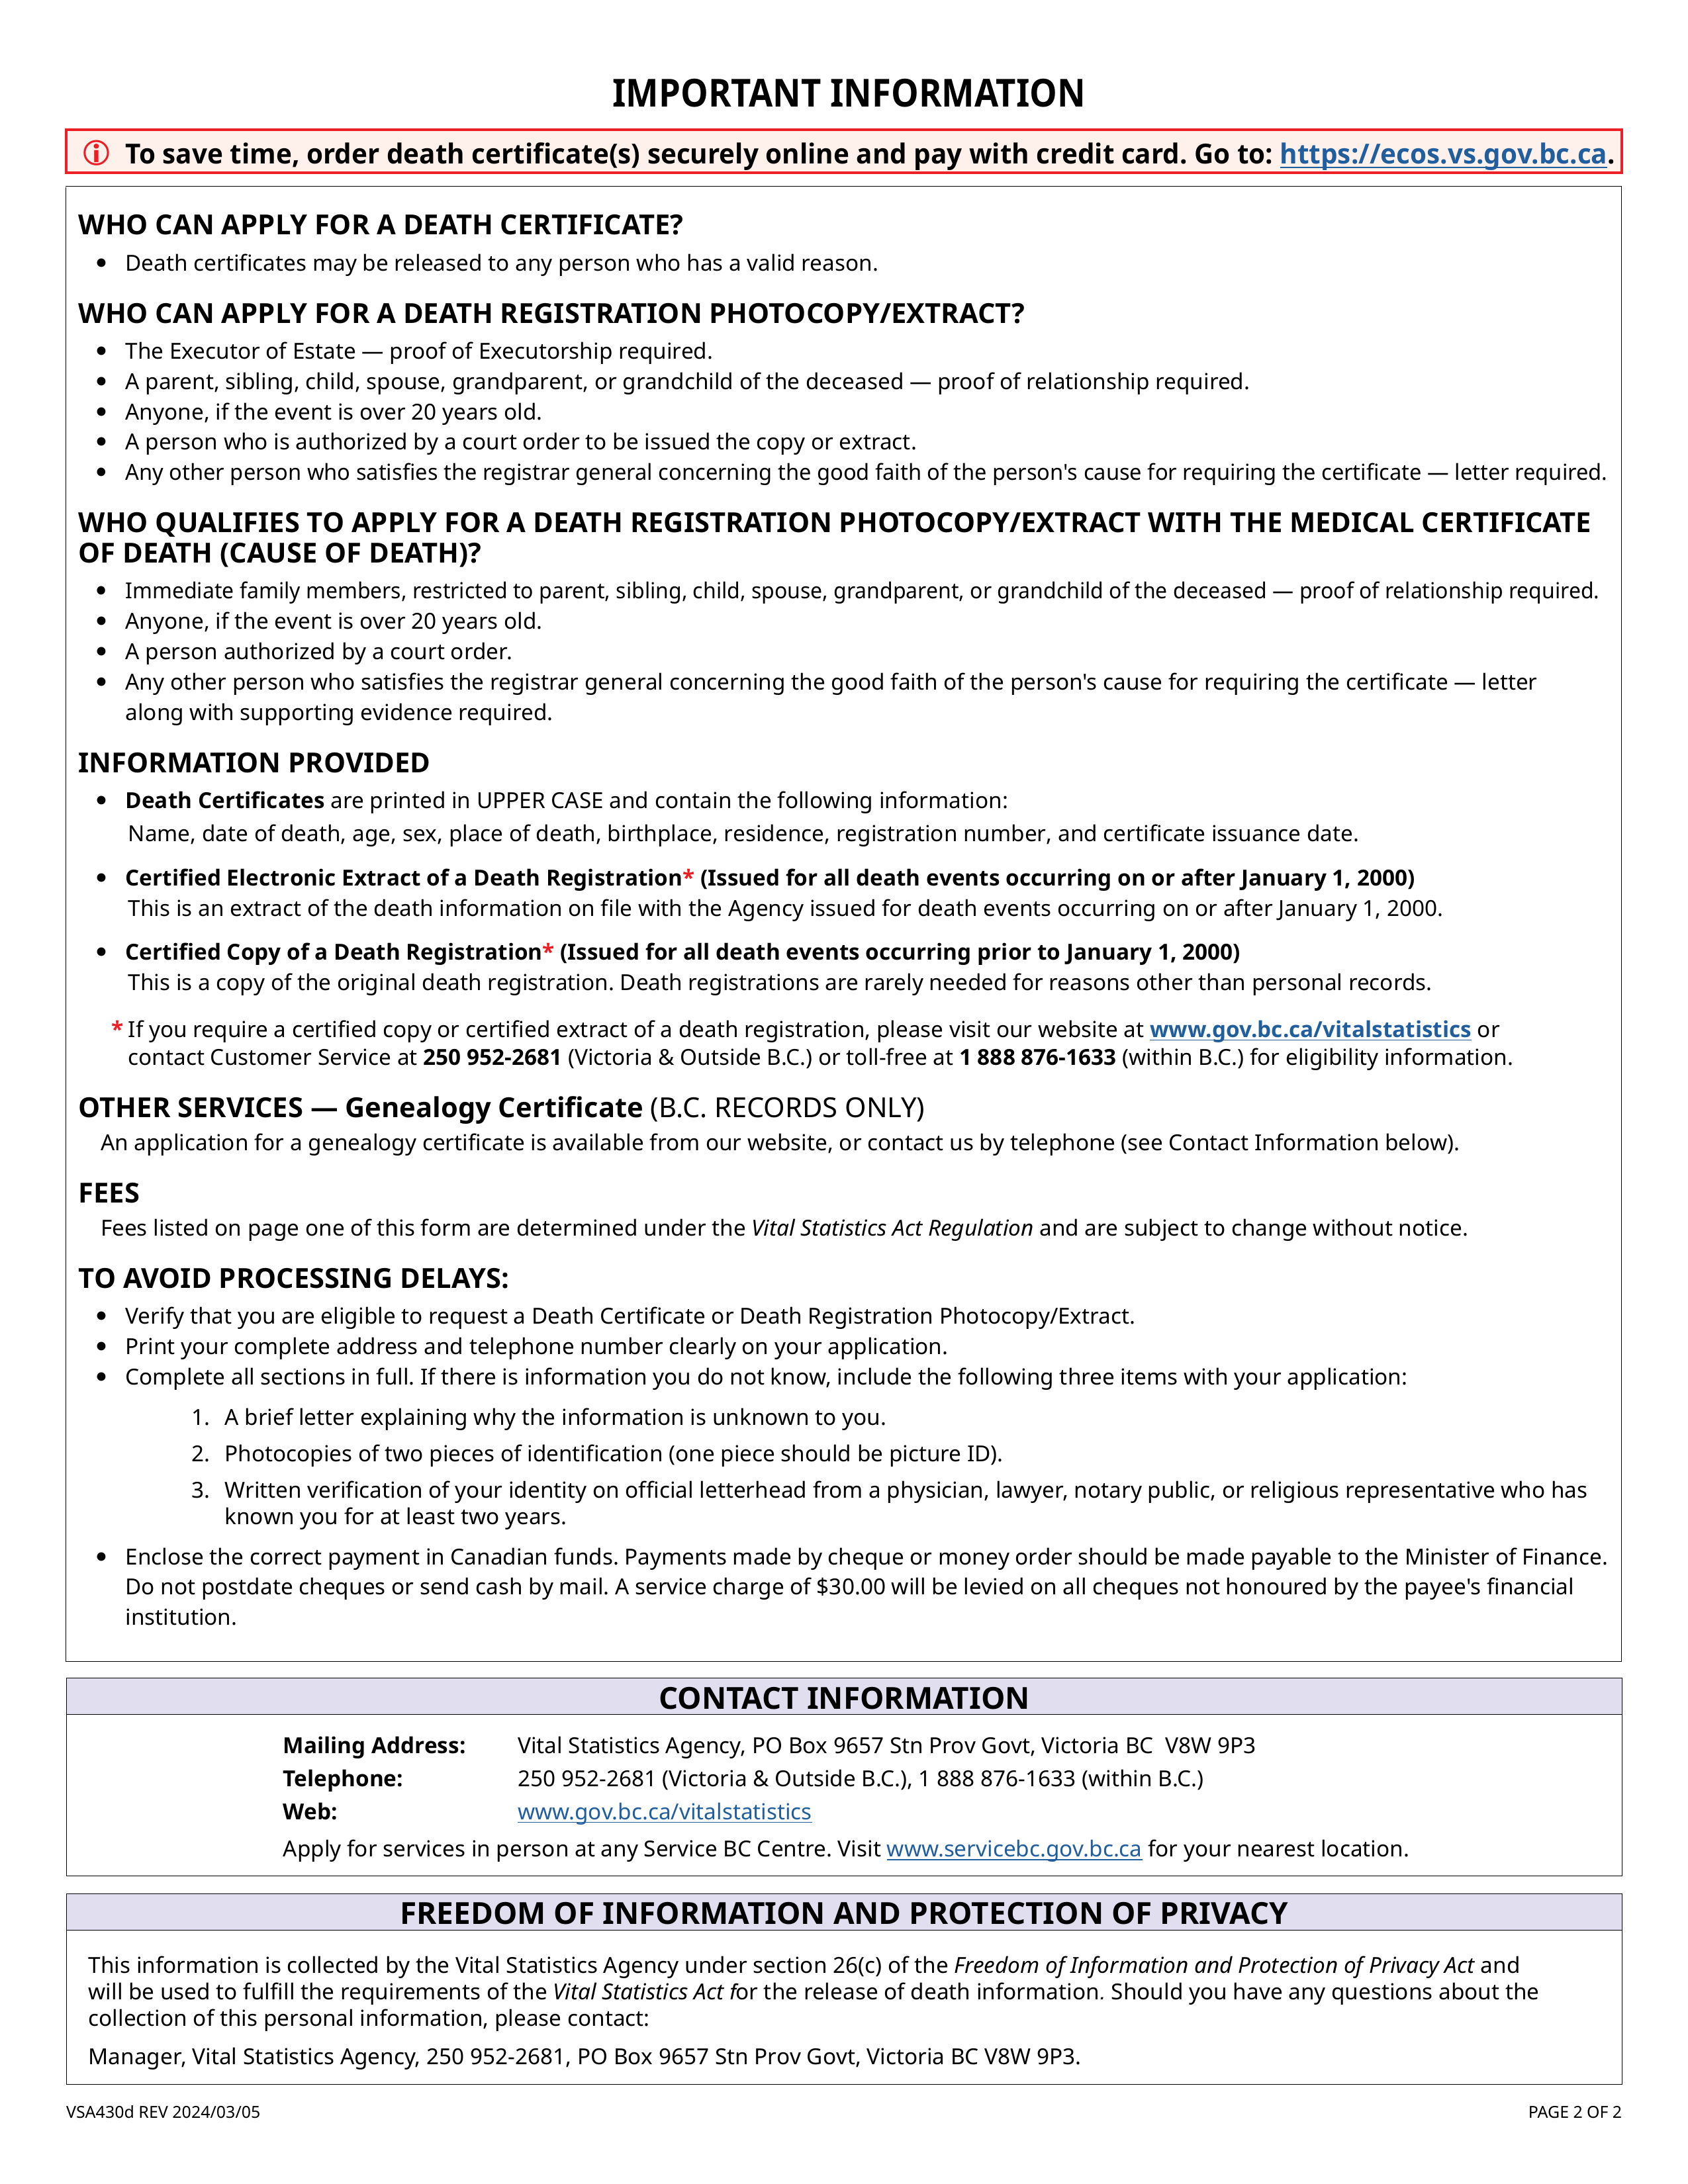 IMPORTANT INFORMATION
To save time, order death certificate(s) securely online and pay with credit card. Go to: https://ecos.vs.gov.bc.ca.
WHO CAN APPLY FOR A DEATH CERTIFICATE?
• Death certificates may be released to any person who has a valid reason.
WHO CAN APPLY FOR A DEATH REGISTRATION PHOTOCOPY/EXTRACT?
• The Executor of Estate — proof of Executorship required.
• A parent, sibling, child, spouse, grandparent, or grandchild of the deceased — proof of relationship required.
• Anyone, if the event is over 20 years old.
• A person who is authorized by a court order to be issued the copy or extract.
• Any other person who satisfies the registrar general concerning the good faith of the person's cause for requiring the certificate — letter required.
WHO QUALIFIES TO APPLY FOR A DEATH REGISTRATION PHOTOCOPY/EXTRACT WITH THE MEDICAL CERTIFICATE
OF DEATH (CAUSE OF DEATH)?
• Immediate family members, restricted to parent, sibling, child, spouse, grandparent, or grandchild of the deceased — proof of relationship required.
• Anyone, if the event is over 20 years old.
• A person authorized by a court order.
• Any other person who satisfies the registrar general concerning the good faith of the person's cause for requiring the certificate — letter
along with supporting evidence required.
INFORMATION PROVIDED
• Death Certificates are printed in UPPER CASE and contain the following information:
Name, date of death, age, sex, place of death, birthplace, residence, registration number, and certificate issuance date.
• Certified Electronic Extract of a Death Registration* (Issued for all death events occurring on or after January 1, 2000)
This is an extract of the death information on file with the Agency issued for death events occurring on or after January 1, 2000.
• Certified Copy of a Death Registration* (Issued for all death events occurring prior to January 1, 2000)
This is a copy of the original death registration. Death registrations are rarely needed for reasons other than personal records.
* If you require a certified copy or certified extract of a death registration, please visit our website at www.gov.bc.ca/vitalstatistics or
contact Customer Service at 250 952-2681 (Victoria & Outside B.C.) or toll-free at 1 888 876-1633 (within B.C.) for eligibility information.
OTHER SERVICES — Genealogy Certificate (B.C. RECORDS ONLY)
An application for a genealogy certificate is available from our website, or contact us by telephone (see Contact Information below).
FEES
Fees listed on page one of this form are determined under the Vital Statistics Act Regulation and are subject to change without notice.
TO AVOID PROCESSING DELAYS:
• Verify that you are eligible to request a Death Certificate or Death Registration Photocopy/Extract.
• Print your complete address and telephone number clearly on your application.
• Complete all sections in full. If there is information you do not know, include the following three items with your application:
1. A brief letter explaining why the information is unknown to you.
2. Photocopies of two pieces of identification (one piece should be picture ID).
3. Written verification of your identity on official letterhead from a physician, lawyer, notary public, or religious representative who has
known you for at least two years.
• Enclose the correct payment in Canadian funds. Payments made by cheque or money order should be made payable to the Minister of Finance.
Do not postdate cheques or send cash by mail. A service charge of $30.00 will be levied on all cheques not honoured by the payee's financial
institution.
CONTACT INFORMATION
Mailing Address: Vital Statistics Agency, PO Box 9657 Stn Prov Govt, Victoria BC V8W 9P3
Telephone: 250 952-2681 (Victoria & Outside B.C.), 1 888 876-1633 (within B.C.)
Web: www.gov.bc.ca/vitalstatistics
Apply for services in person at any Service BC Centre. Visit www.servicebc.gov.bc.ca for your nearest location.
FREEDOM OF INFORMATION AND PROTECTION OF PRIVACY
This information is collected by the Vital Statistics Agency under section 26(c) of the Freedom of Information and Protection of Privacy Act and
will be used to fulfill the requirements of the Vital Statistics Act for the release of death information. Should you have any questions about the
collection of this personal information, please contact:
Manager, Vital Statistics Agency, 250 952-2681, PO Box 9657 Stn Prov Govt, Victoria BC V8W 9P3.
VSA430d REV 2024/03/05
PAGE 2 OF 2